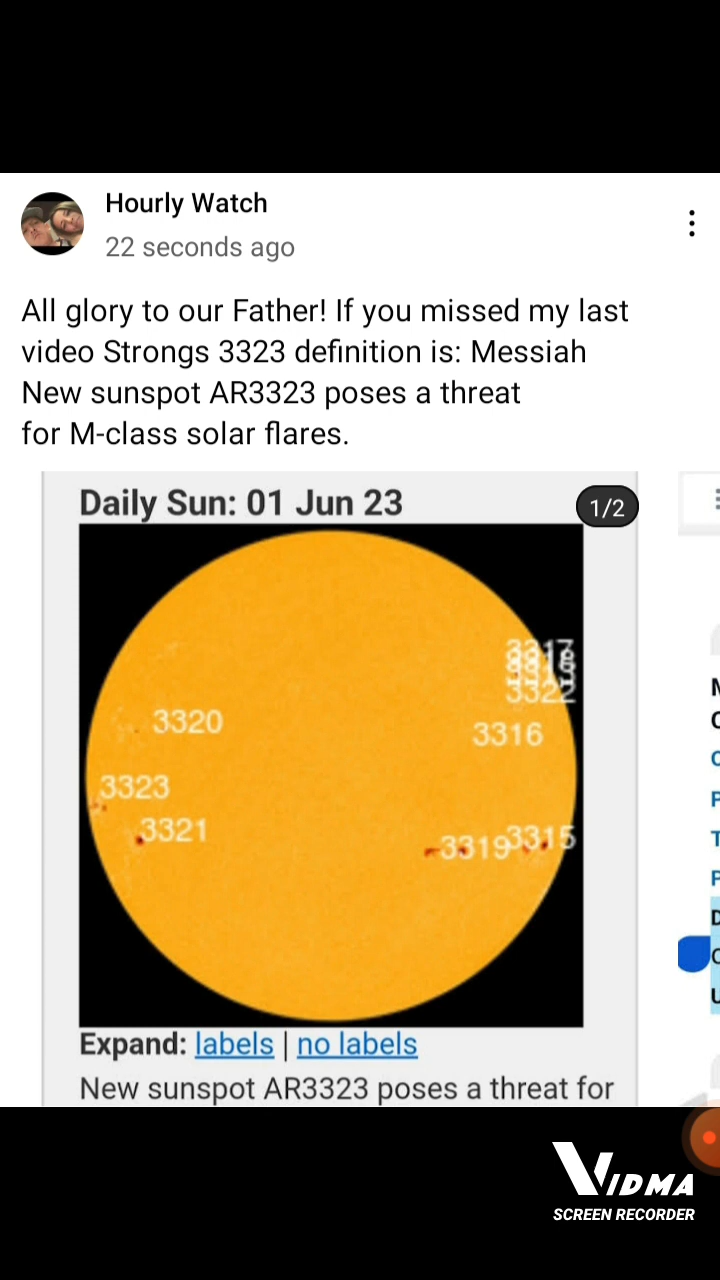 Hourly Watch
22 seconds ago
All glory to our Father! If you missed my last
video Strongs 3323 definition is: Messiah
New sunspot AR3323 poses a threat
for M-class solar flares.
Daily Sun: 01 Jun 23
1/2
3317
3322
3320
3316
3323
3321
3319
3315
Expand: labels | no labels
New sunspot AR3323 poses a threat for
VIDMA
SCREEN RECORDER